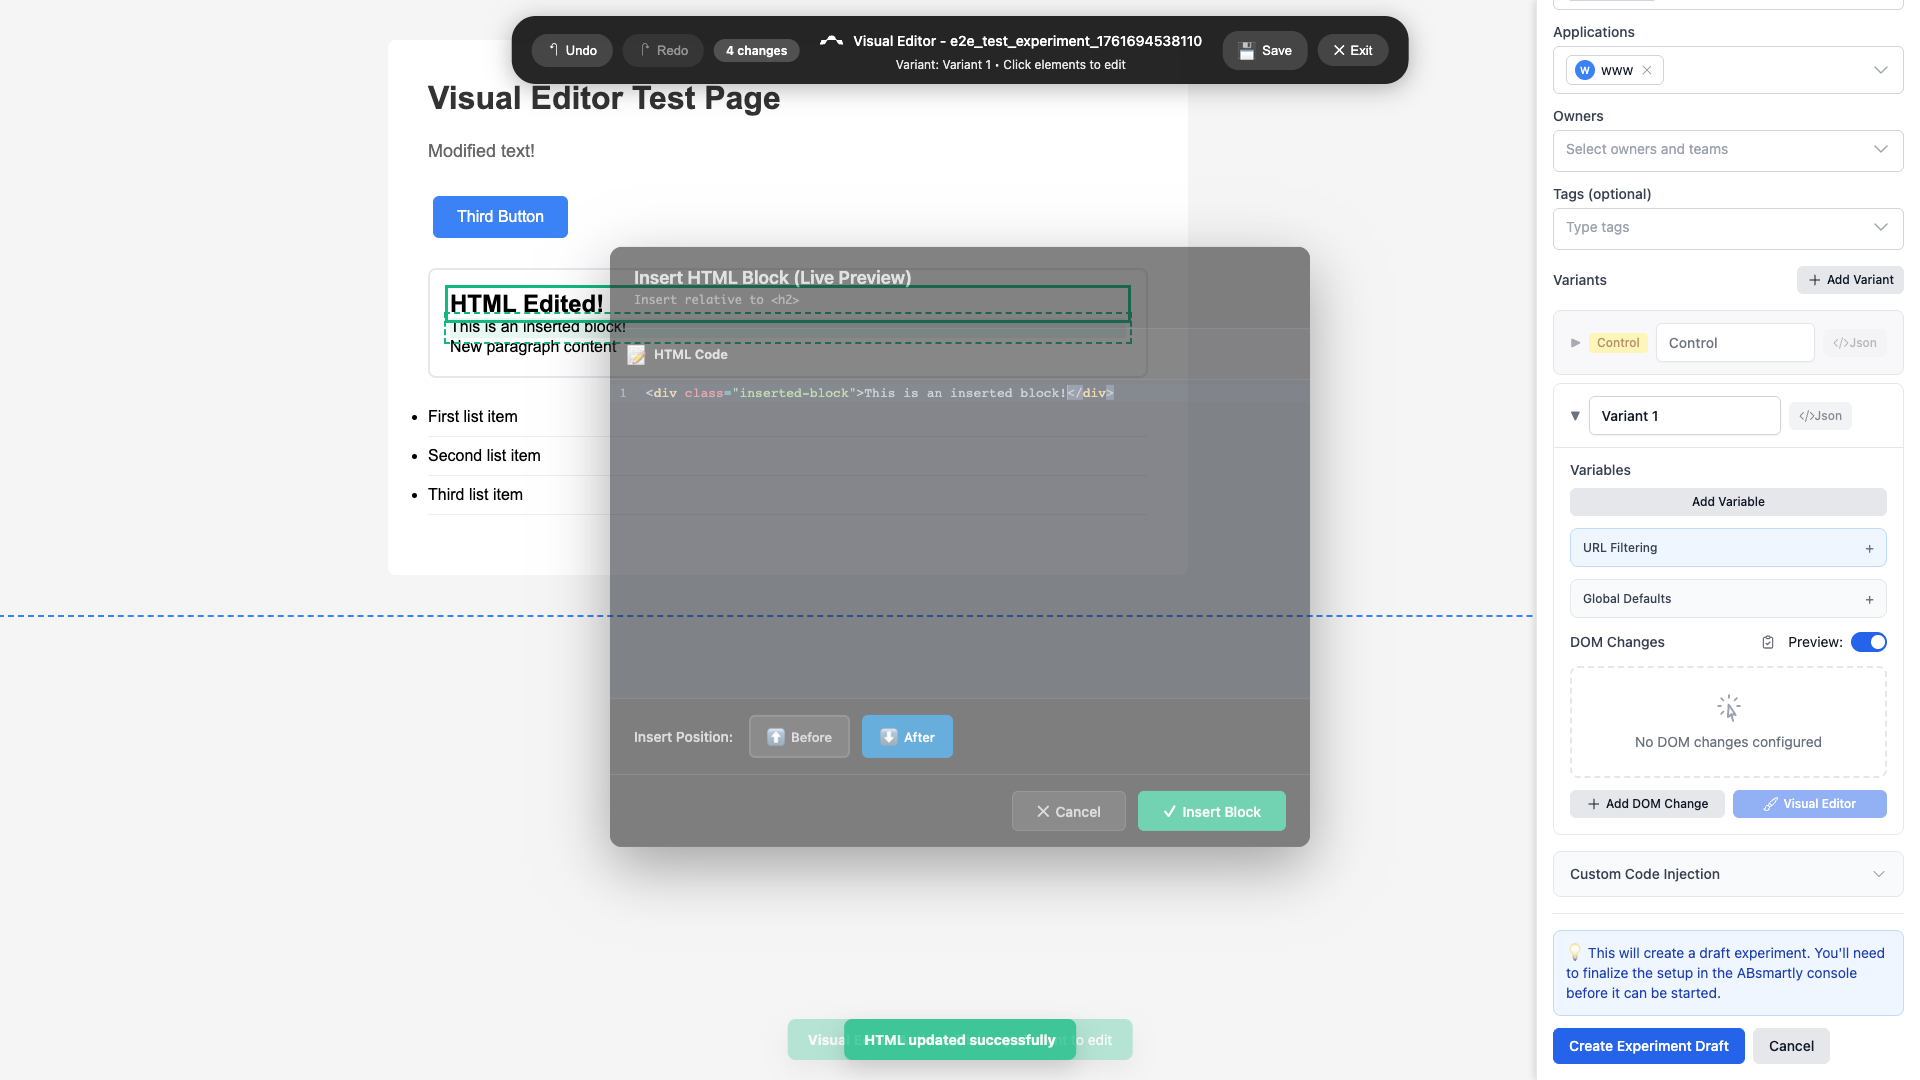 Undo
Redo
4 changes
Visual Editor - e2e_test_experiment_1761694538110
Variant: Variant 1 • Click elements to edit
Save
Exit
Visual Editor Test Page
Modified text!
Third Button
Insert HTML Block (Live Preview)
Insert relative to <h2>
HTML Edited!
This is an inserted block!
New paragraph content
HTML Code
1 <div class="inserted-block">This is an inserted block!</div>
First list item
Second list item
Third list item
Insert Position:
Before
After
Cancel
Insert Block
HTML updated successfully
to edit
Applications
W www
Owners
Select owners and teams
Tags (optional)
Type tags
Variants
Add Variant
Control
Control
</>Json
Variant 1
</>Json
Variables
Add Variable
URL Filtering +
Global Defaults +
DOM Changes
Preview:
No DOM changes configured
Add DOM Change
Visual Editor
Custom Code Injection
This will create a draft experiment. You'll need
to finalize the setup in the ABsmartly console
before it can be started.
Create Experiment Draft
Cancel